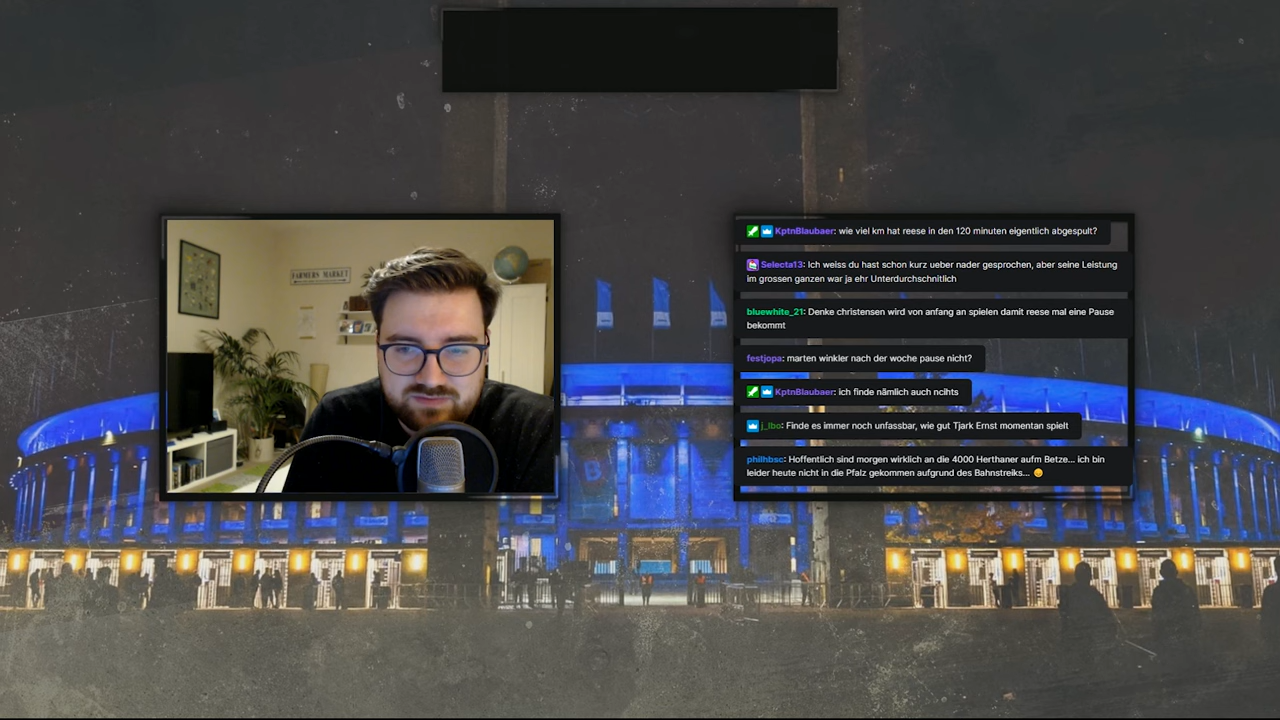 FARMERS MARKET
KptnBlaubaer: wie viel km hat reese in den 120 minuten eigentlich abgespult?
Selecta13: Ich weiss du hast schon kurz ueber nader gesprochen, aber seine Leistung
im grossen ganzen war ja ehr Unterdurchschnitlich
bluewhite_21: Denke christensen wird von anfang an spielen damit reese mal eine Pause
bekommt
festjopa: marten winkler nach der woche pause nicht?
KptnBlaubaer: ich finde nämlich auch ncihts
j_lbo: Finde es immer noch unfassbar, wie gut Tjark Ernst momentan spielt
philhbsc: Hoffentlich sind morgen wirklich an die 4000 Herthaner aufm Betze... ich bin
leider heute nicht in die Pfalz gekommen aufgrund des Bahnstreiks... 😔